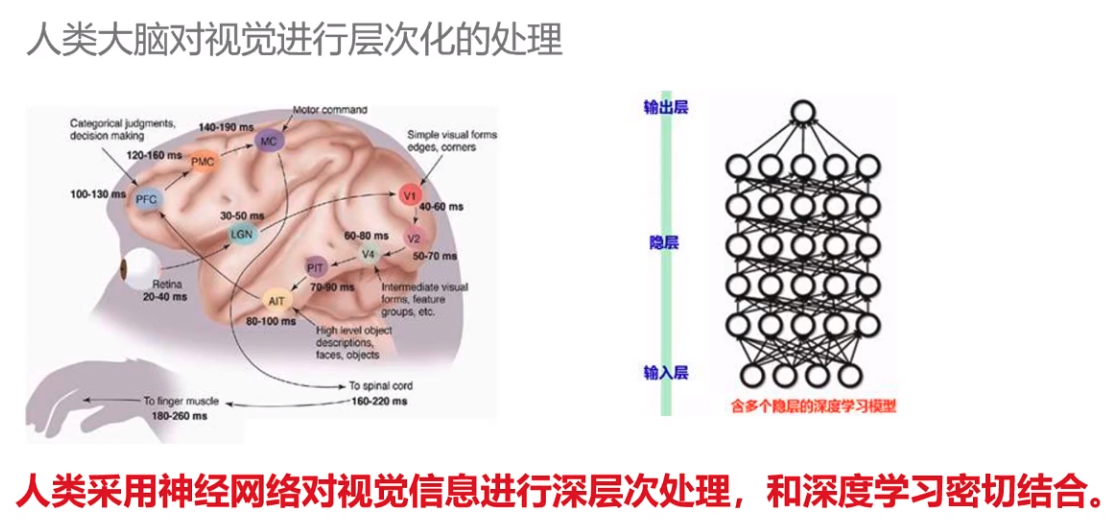 人类大脑对视觉进行层次化的处理
Motor command
Categorical judgments,
decision making
140-190 ms
MC
Simple visual forms
edges, corners
120-160 ms
PMC
100-130 ms
PFC
V1
40-60 ms
30-50 ms
LGN
60-80 ms
V4
V2
50-70 ms
PIT
70-90 ms
Retina
20-40 ms
AIT
80-100 ms
Intermediate visual
forms, feature
groups, etc.
High level object
descriptions,
faces, objects
To spinal cord
160-220 ms
To finger muscle
180-260 ms
输出层
隐层
输入层
含多个隐层的深度学习模型
人类采用神经网络对视觉信息进行深层次处理，和深度学习密切结合。